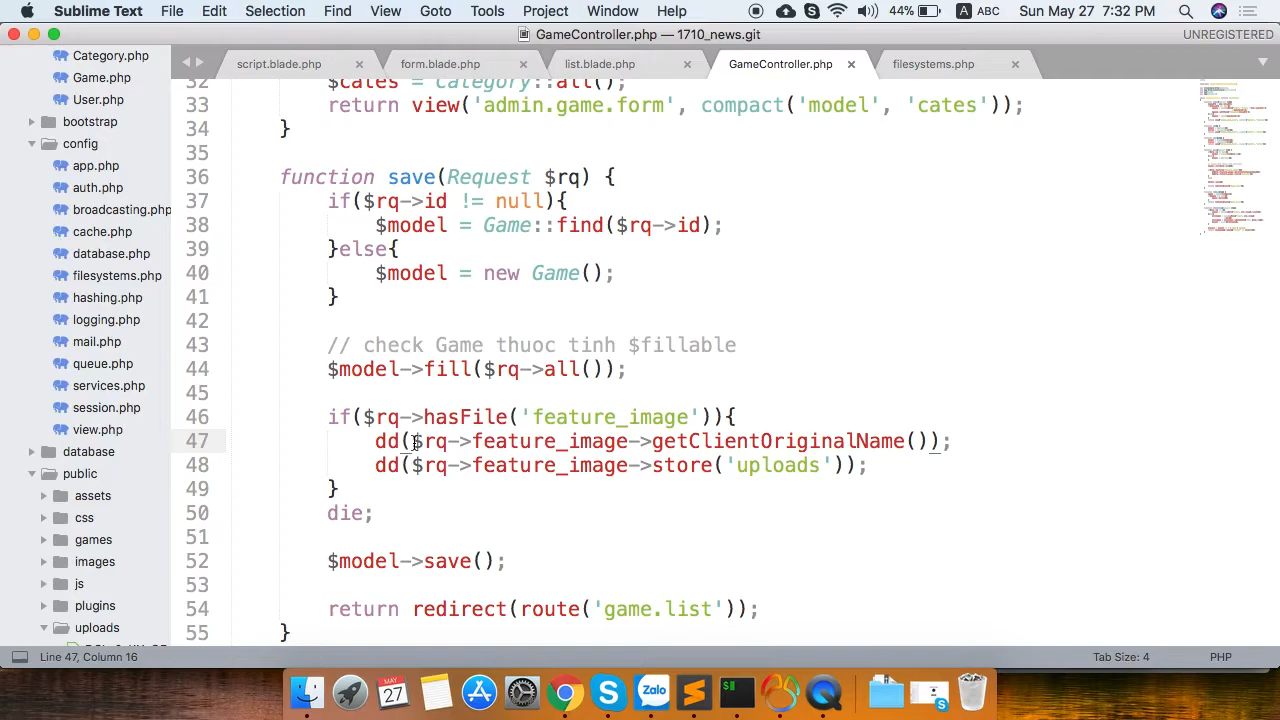 Sublime Text File Edit Selection Find View Goto Tools Project Window Help 44% A ABC Sun May 27 7:32 PM
GameController.php — 1710_news.git UNREGISTERED
script.blade.php form.blade.php list.blade.php GameController.php filesystems.php
Category.php
Game.php
User.php
bootstrap
config
app.php
auth.php
broadcasting.php
cache.php
database.php
filesystems.php
hashing.php
logging.php
mail.php
queue.php
services.php
session.php
view.php
database
public
assets
css
games
images
js
plugins
uploads
32 $cates = Category::all();
33 return view('admin.game.form', compact('model', 'cates'));
34 }
35
36 function save(Request $rq) {
37 if($rq->id != null){
38 $model = Game::find($rq->id);
39 }else{
40 $model = new Game();
41 }
42
43 // check Game thuoc tinh $fillable
44 $model->fill($rq->all());
45
46 if($rq->hasFile('feature_image')){
47 dd($rq->feature_image->getClientOriginalName());
48 dd($rq->feature_image->store('uploads'));
49 }
50 die;
51
52 $model->save();
53
54 return redirect(route('game.list'));
55 }
Line 47, Column 16 Tab Size: 4 PHP
MAY
27
Zalo